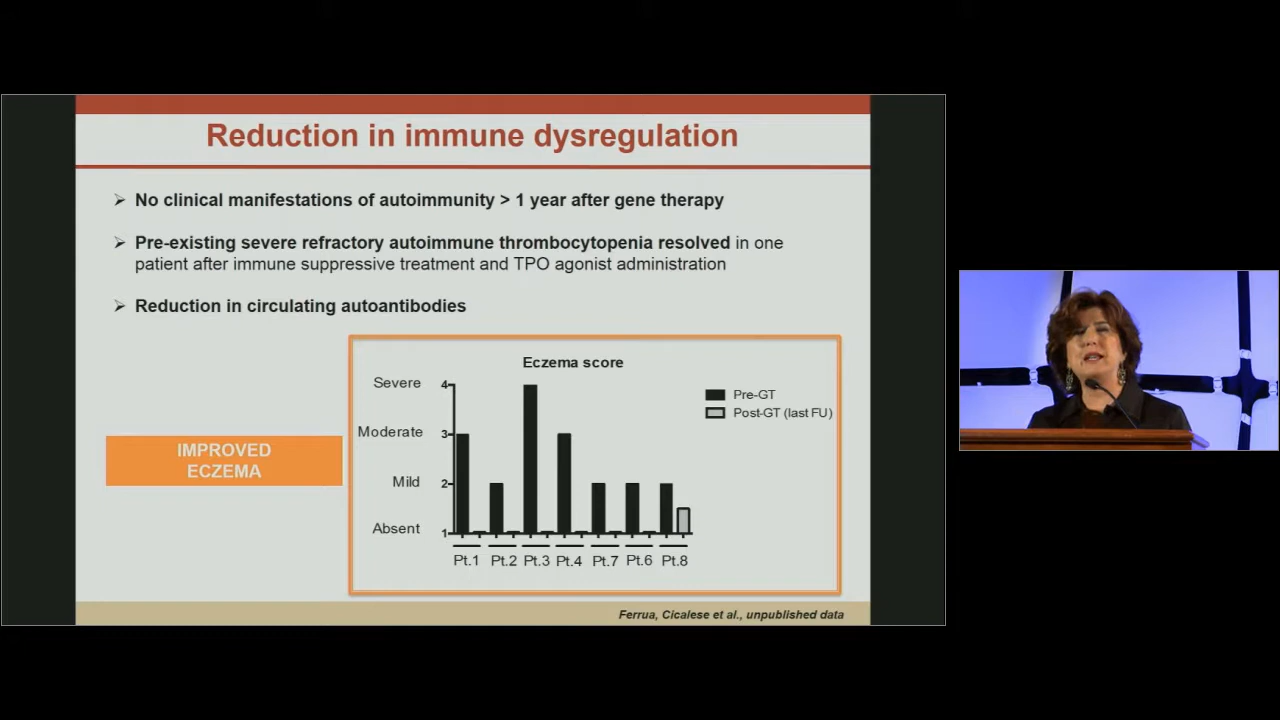 Reduction in immune dysregulation
➢ No clinical manifestations of autoimmunity > 1 year after gene therapy
➢ Pre-existing severe refractory autoimmune thrombocytopenia resolved in one
patient after immune suppressive treatment and TPO agonist administration
➢ Reduction in circulating autoantibodies
IMPROVED
ECZEMA
Eczema score
Severe 4
Moderate 3
Mild 2
Absent 1
Pre-GT
Post-GT (last FU)
Pt.1 Pt.2 Pt.3 Pt.4 Pt.7 Pt.6 Pt.8
Ferrua, Cicalese et al., unpublished data